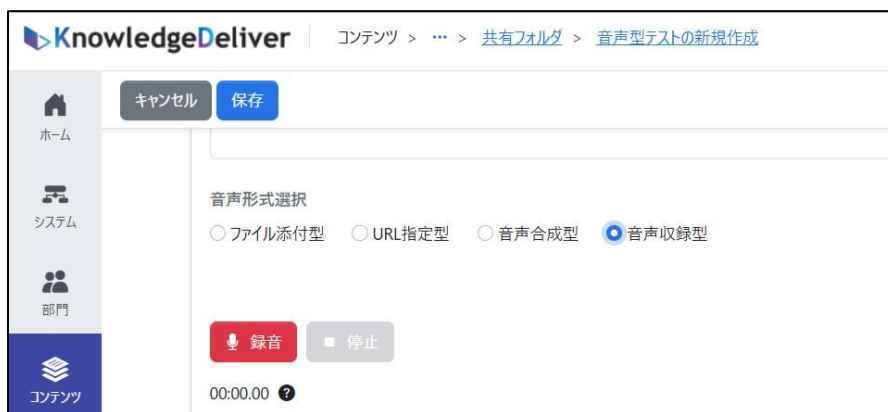 KnowledgeDeliver コンテンツ > … > 共有フォルダ > 音声型テストの新規作成
キャンセル 保存
ホーム
音声形式選択
システム
ファイル添付型 URL指定型 音声合成型 音声収録型
部門
録音 停止
コンテンツ
00:00.00 ?